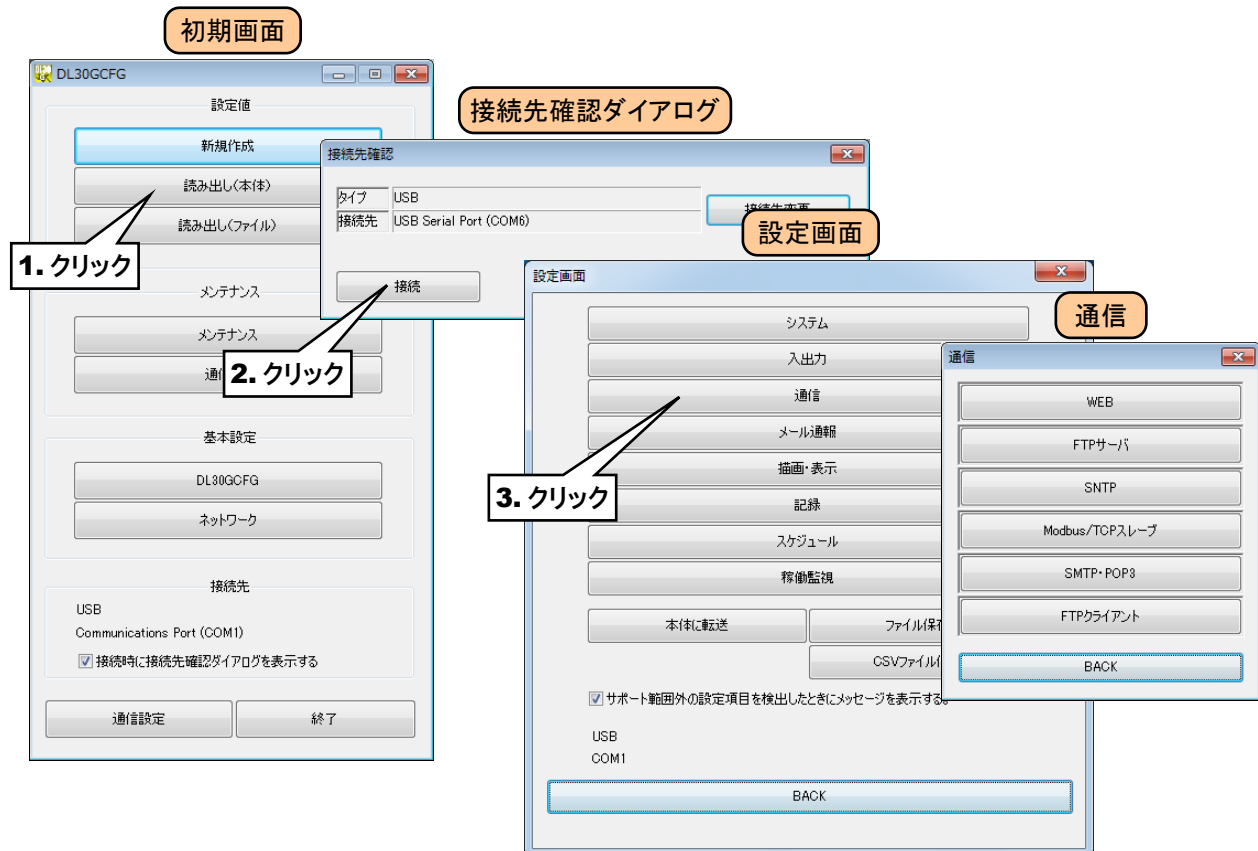 初期画面
DL30GCFG
設定値
新規作成
読み出し(本体)
読み出し(ファイル)
1. クリック
メンテナンス
メンテナンス
基本設定
DL30GCFG
ネットワーク
接続先
USB
Communications Port (COM1)
接続時に接続先確認ダイアログを表示する
通信設定
終了
接続先確認ダイアログ
接続先確認
タイプ USB
接続先変更
接続先 USB Serial Port (COM6)
接続
2. クリック
設定画面
設定画面
システム
入出力
通信
メール通報
描画・表示
3. クリック
記録
スケジュール
稼働監視
本体に転送
ファイル保
CSVファイル
サポート範囲外の設定項目を検出したときにメッセージを表示する。
USB
COM1
BACK
通信
通信
WEB
FTPサーバ
SNTP
Modbus/TCPスレーブ
SMTP・POP3
FTPクライアント
BACK